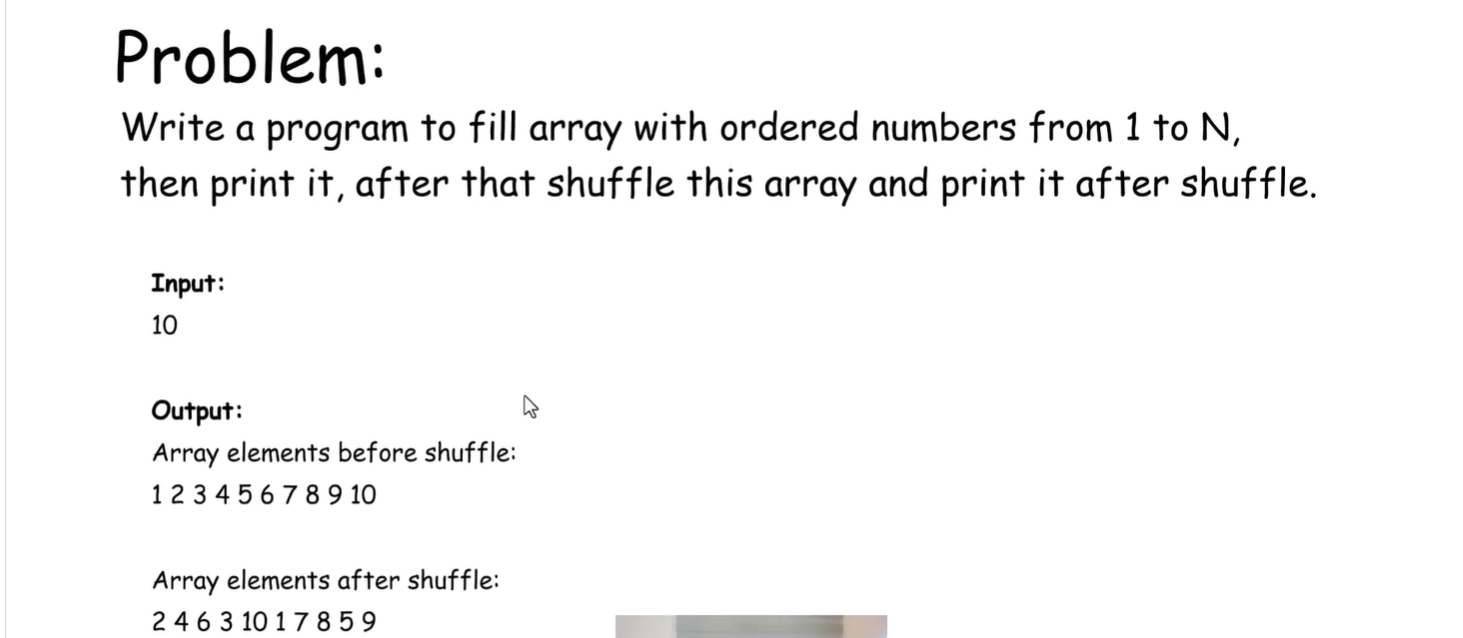 Problem:
Write a program to fill array with ordered numbers from 1 to N,
then print it, after that shuffle this array and print it after shuffle.
Input:
10
Output:
Array elements before shuffle:
1 2 3 4 5 6 7 8 9 10
Array elements after shuffle:
2 4 6 3 10 1 7 8 5 9